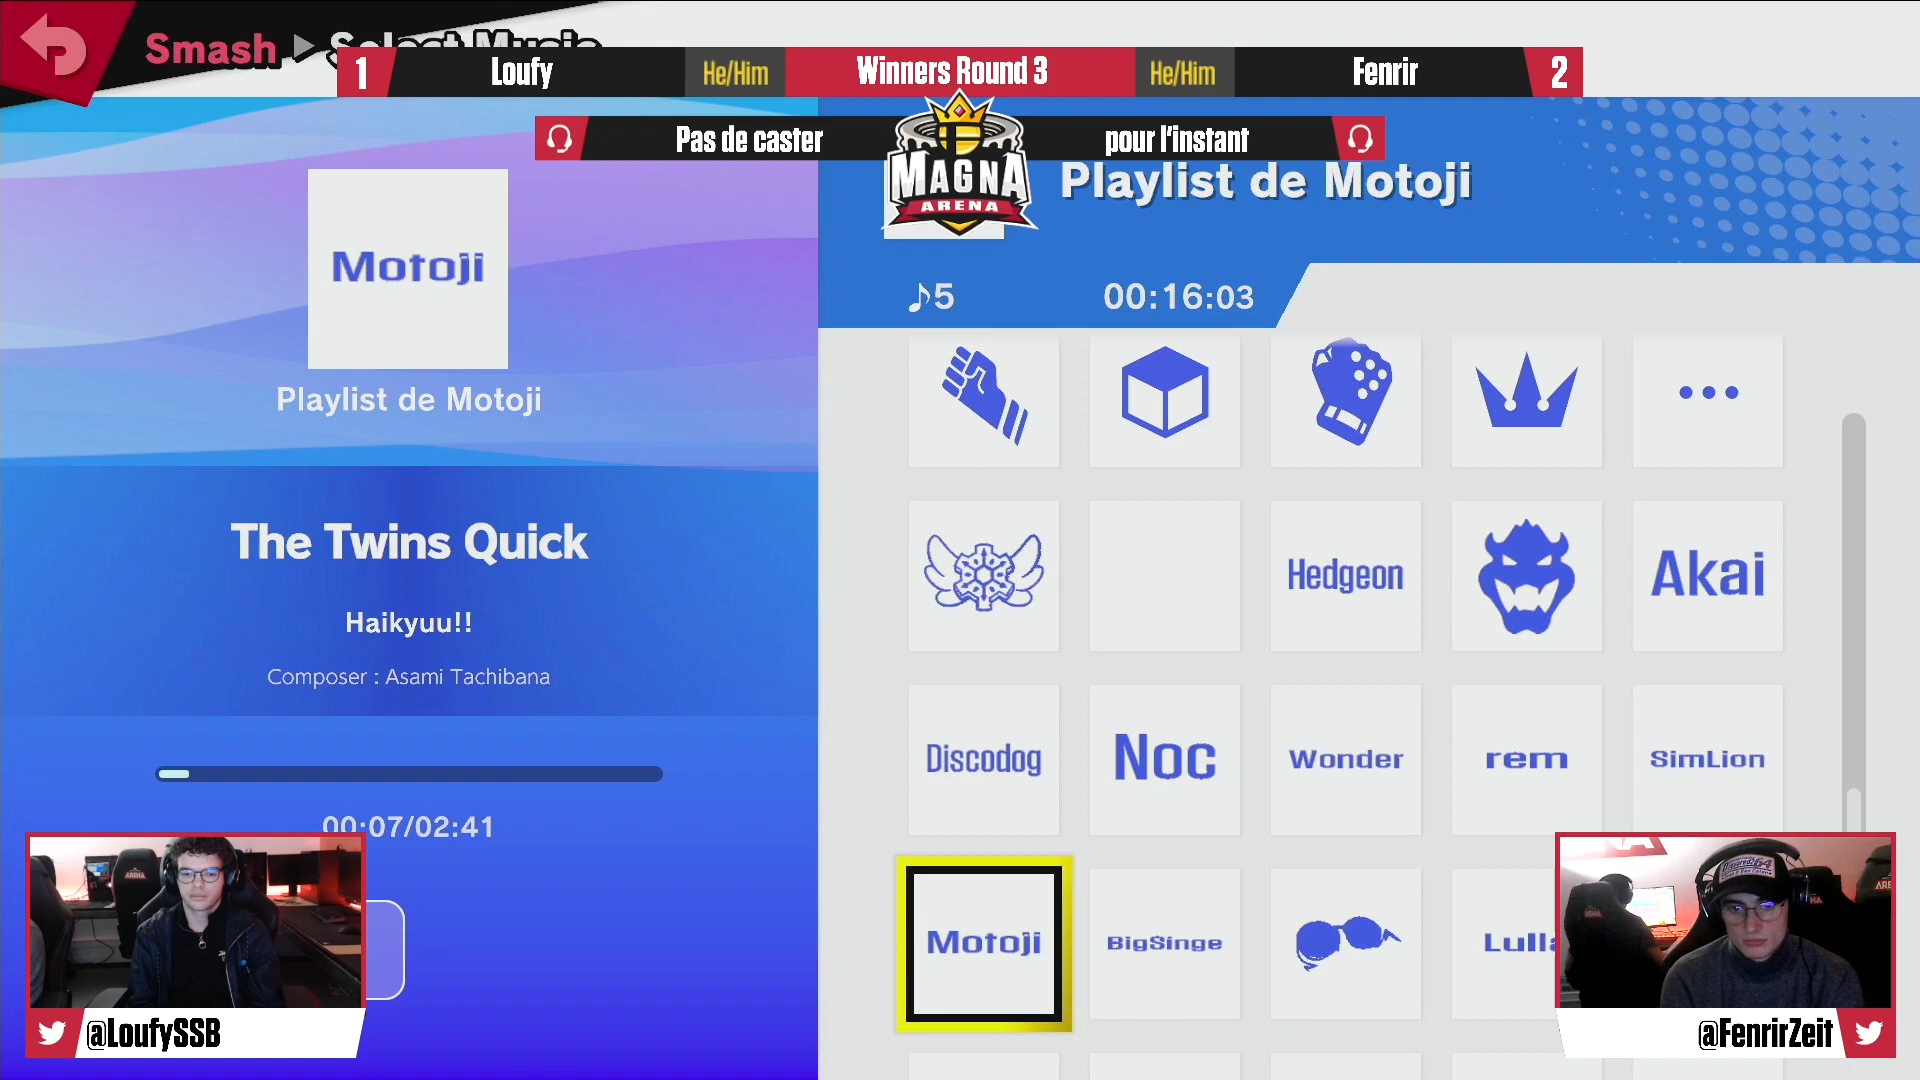 Smash Select Music
1 Loufy He/Him Winners Round 3 He/Him Fenrir 2
Pas de caster pour l'instant
MAGNA
ARENA
Playlist de Motoji
♪5 00:16:03
Motoji
Playlist de Motoji
The Twins Quick
Haikyuu!!
Composer : Asami Tachibana
00:07/02:41
...
Hedgeon Akai
Discodog Noc Wonder rem SimLion
Motoji BigSinge
@LoufySSB
@FenrirZeit